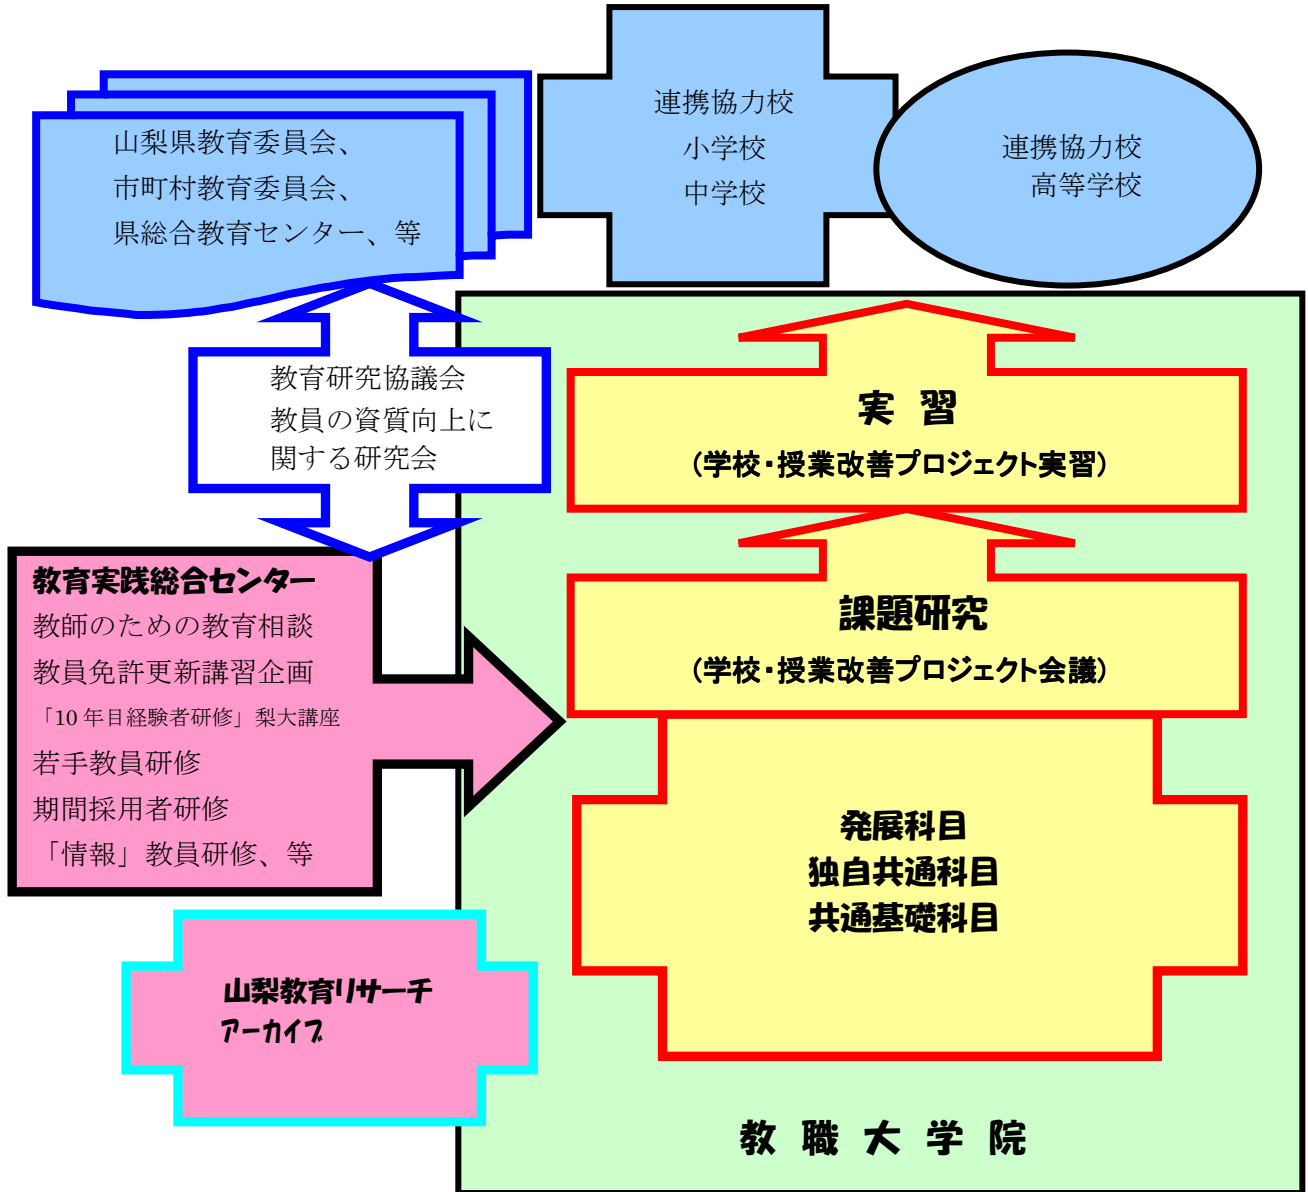 山梨県教育委員会、
市町村教育委員会、
県総合教育センター、等
連携協力校
小学校
中学校
連携協力校
高等学校
教育研究協議会
教員の資質向上に
関する研究会
実 習
(学校・授業改善プロジェクト実習)
課題研究
(学校・授業改善プロジェクト会議)
教育実践総合センター
教師のための教育相談
教員免許更新講習企画
「10 年目経験者研修」梨大講座
若手教員研修
期間採用者研修
「情報」教員研修、等
発展科目
独自共通科目
共通基礎科目
山梨教育リサーチ
アーカイブ
教 職 大 学 院